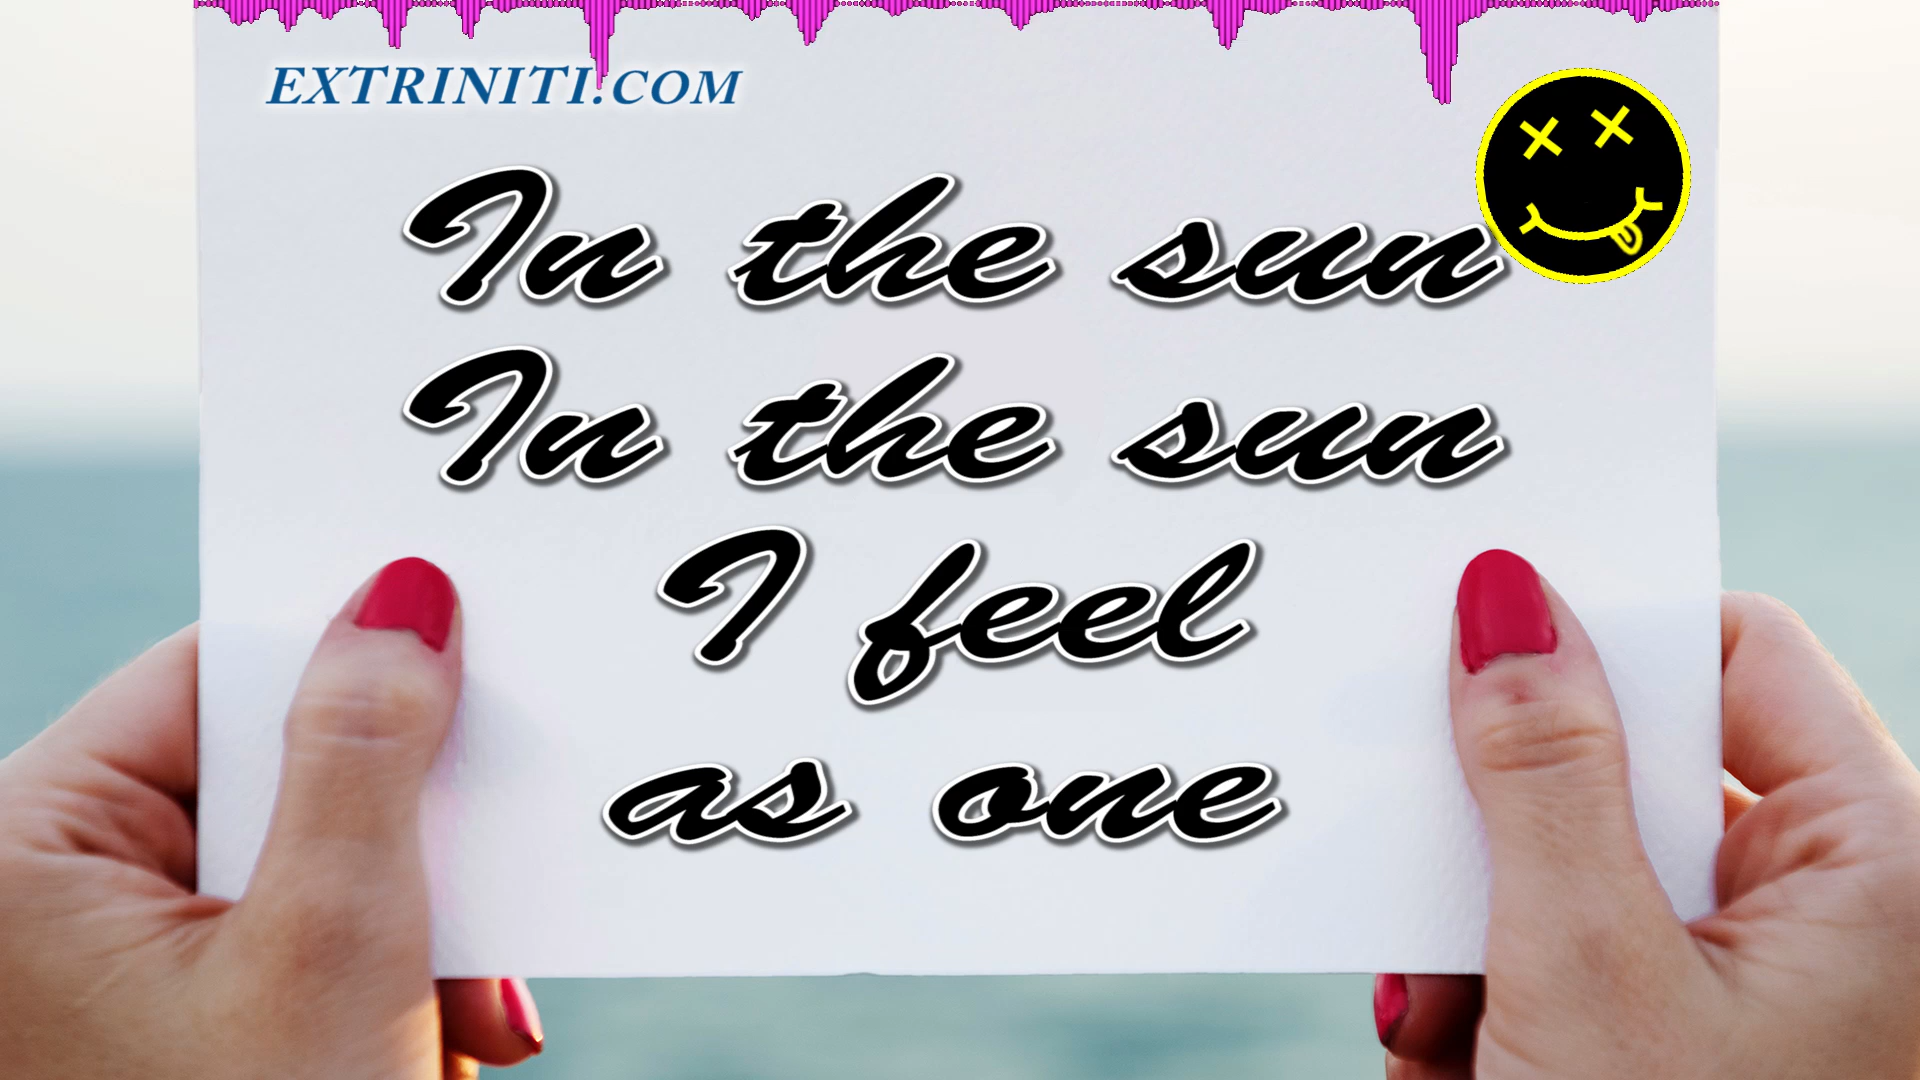 EXTRINITI.COM
In the sun
In the sun
I feel
as one